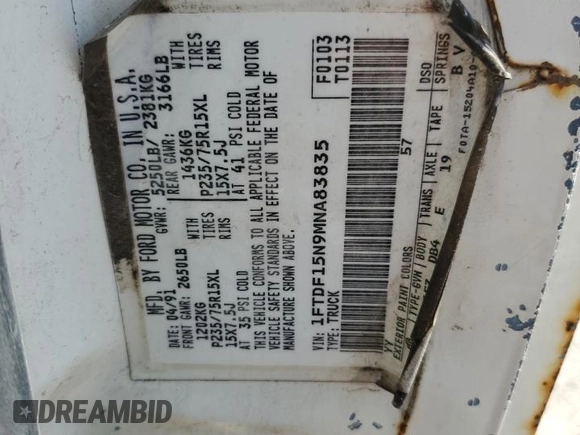 MFD. BY FORD MOTOR CO. IN U.S.A.
DATE: 04/91
GVWR: 5250LB/ 2381KG
FRONT GAWR: 2650LB
REAR GAWR: 3166LB
1202KG
WITH
1436KG
WITH
P235/75R15XL
TIRES
P235/75R15XL
TIRES
15X7.5J
RIMS
15X7.5J
RIMS
AT 35 PSI COLD
AT 41 PSI COLD
THIS VEHICLE CONFORMS TO ALL APPLICABLE FEDERAL MOTOR
VEHICLE SAFETY STANDARDS IN EFFECT ON THE DATE OF
MANUFACTURE SHOWN ABOVE.
VIN: 1FTDF15N9MNA83835
TYPE: TRUCK
F0103
T0113
YY
57
EXTERIOR PAINT COLORS
DSO
TYPE-GVW
BODY
TRANS
AXLE
TAPE
SPRINGS
DB4
E
19
B V
F0TA-15204A10-
DREAMBID